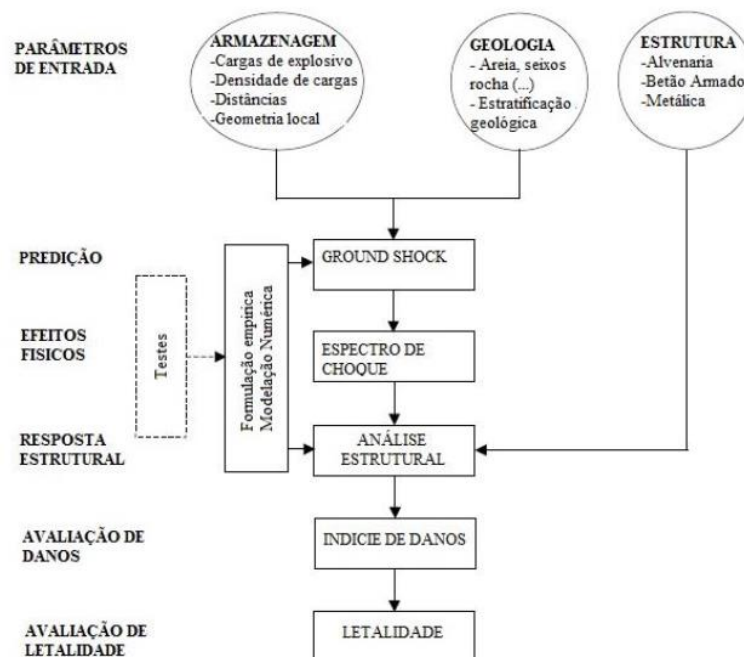 PARÂMETROS
DE ENTRADA
ARMAZENAGEM
-Cargas de explosivo
-Densidade de cargas
-Distâncias
-Geometria local
GEOLOGIA
- Areia, seixos
rocha (...)
- Estratificação
geológica
ESTRUTURA
-Alvenaria
-Betão Armado
-Metálica
PREDIÇÃO
GROUND SHOCK
EFEITOS
FISICOS
Testes
Formulação empírica
Modelação Numérica
ESPECTRO DE
CHOQUE
RESPOSTA
ESTRUTURAL
ANÁLISE
ESTRUTURAL
AVALIAÇÃO DE
DANOS
INDICIE DE DANOS
AVALIAÇÃO DE
LETALIDADE
LETALIDADE